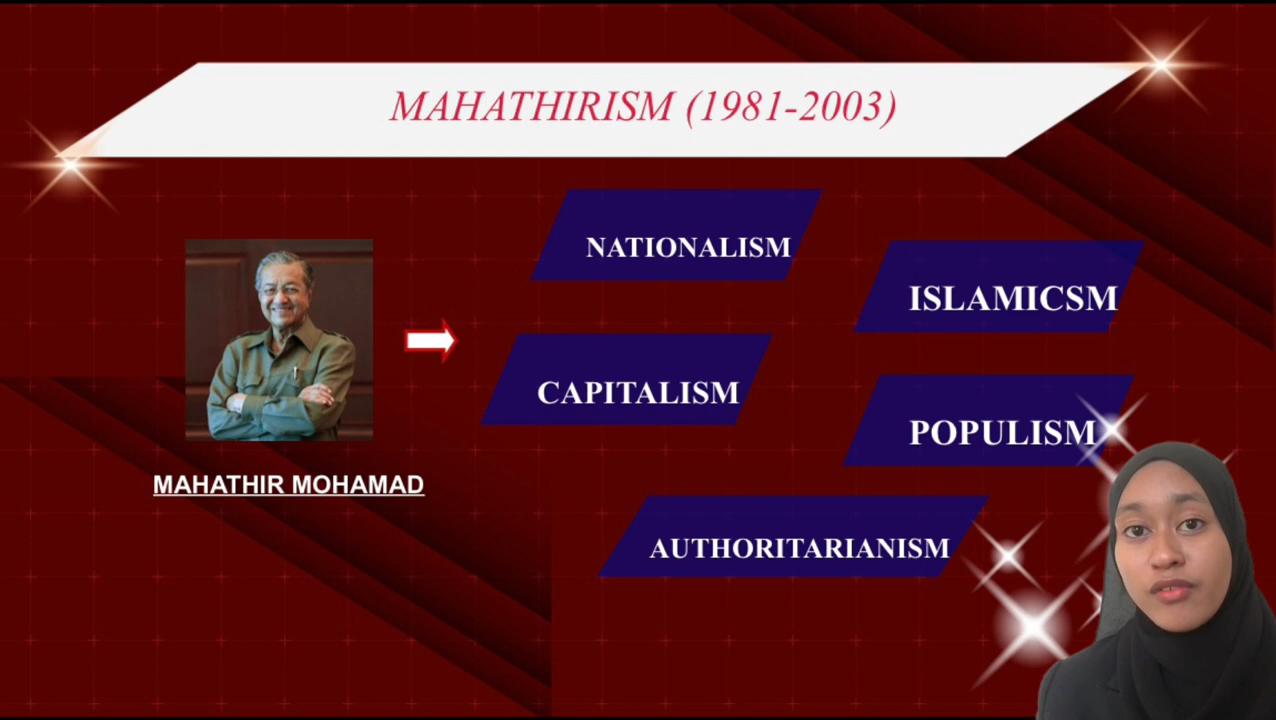 MAHATHIRISM (1981-2003)
NATIONALISM
ISLAMICSM
CAPITALISM
POPULISM
AUTHORITARIANISM
MAHATHIR MOHAMAD